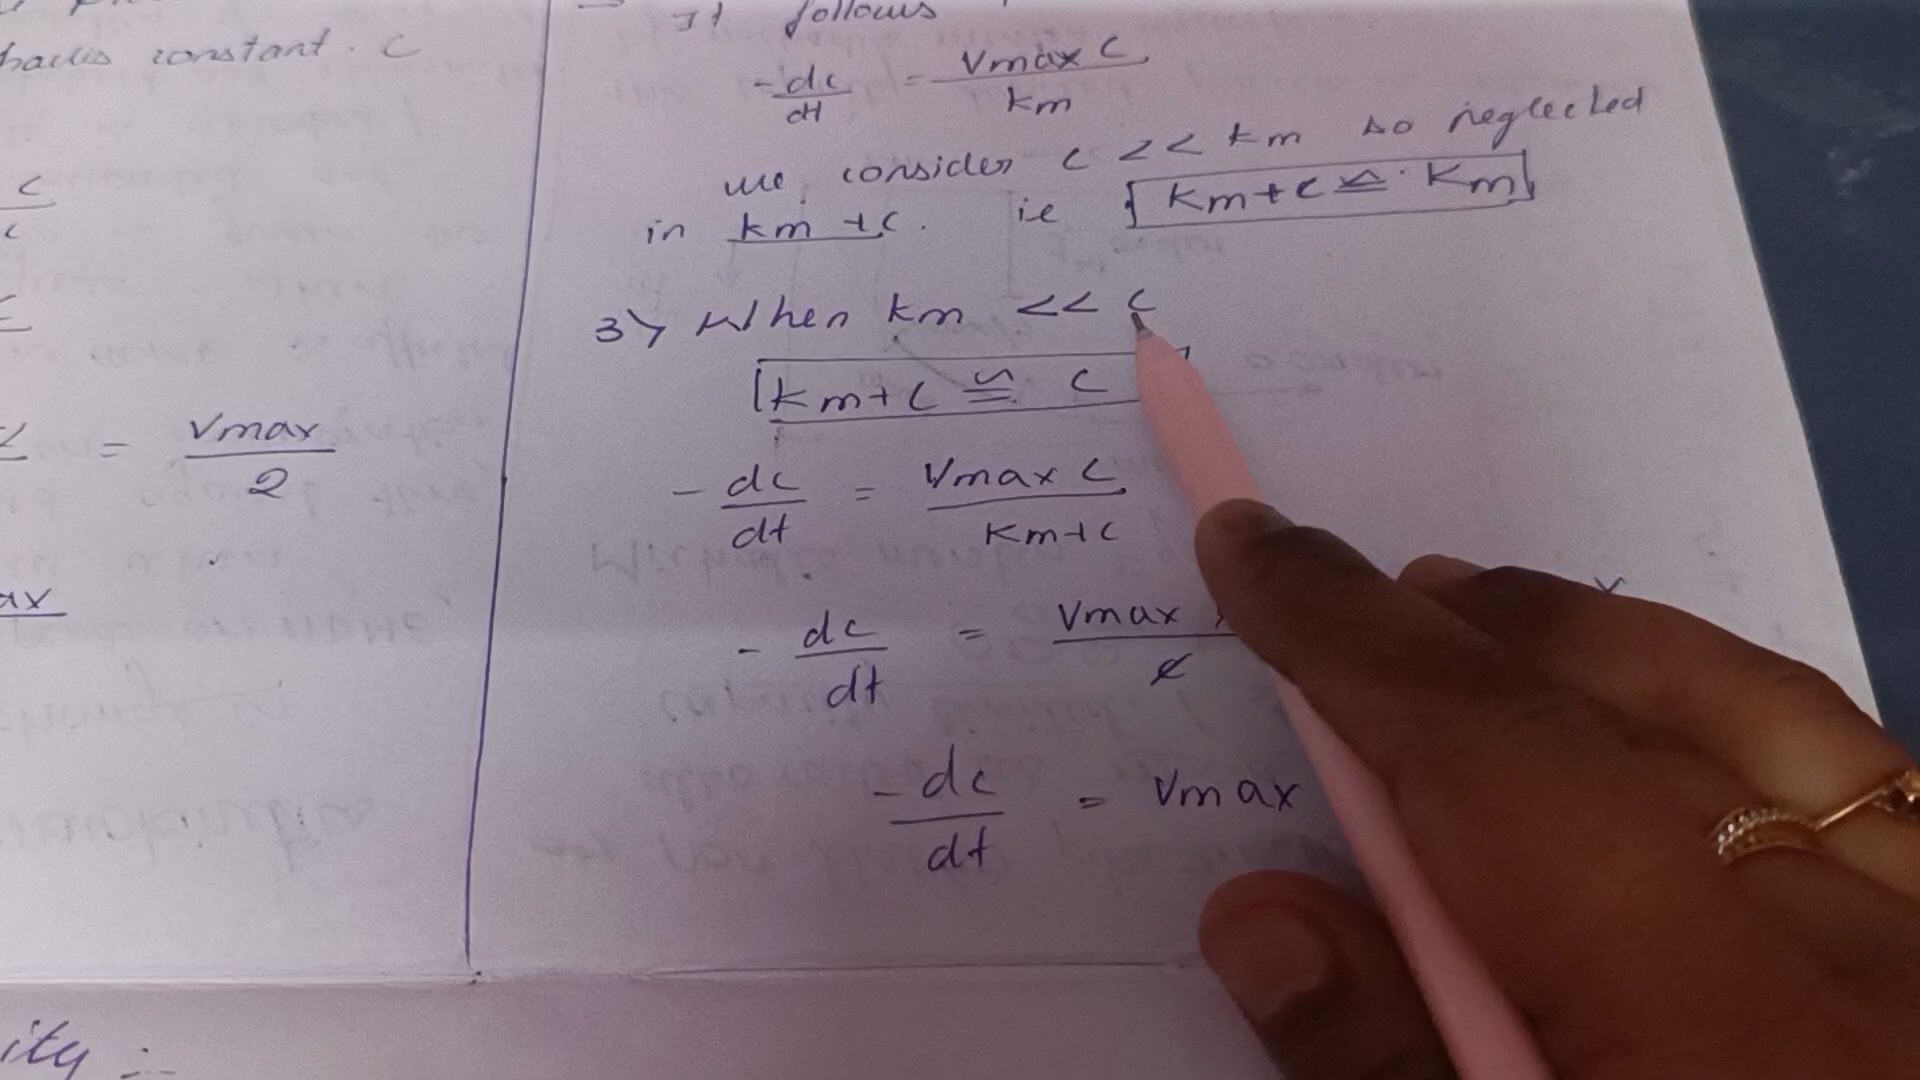 constant. C
C
C
= Vmax
2
ity :-
It follows
-dc/dt = Vmax C
Km
we consider C << Km so neglected
in Km + C. ie Km+C ≅ Km
3) When Km << C
Km+C ≅ C
- dc/dt = Vmax C
Km+C
- dc/dt = Vmax
C
- dc/dt = Vmax